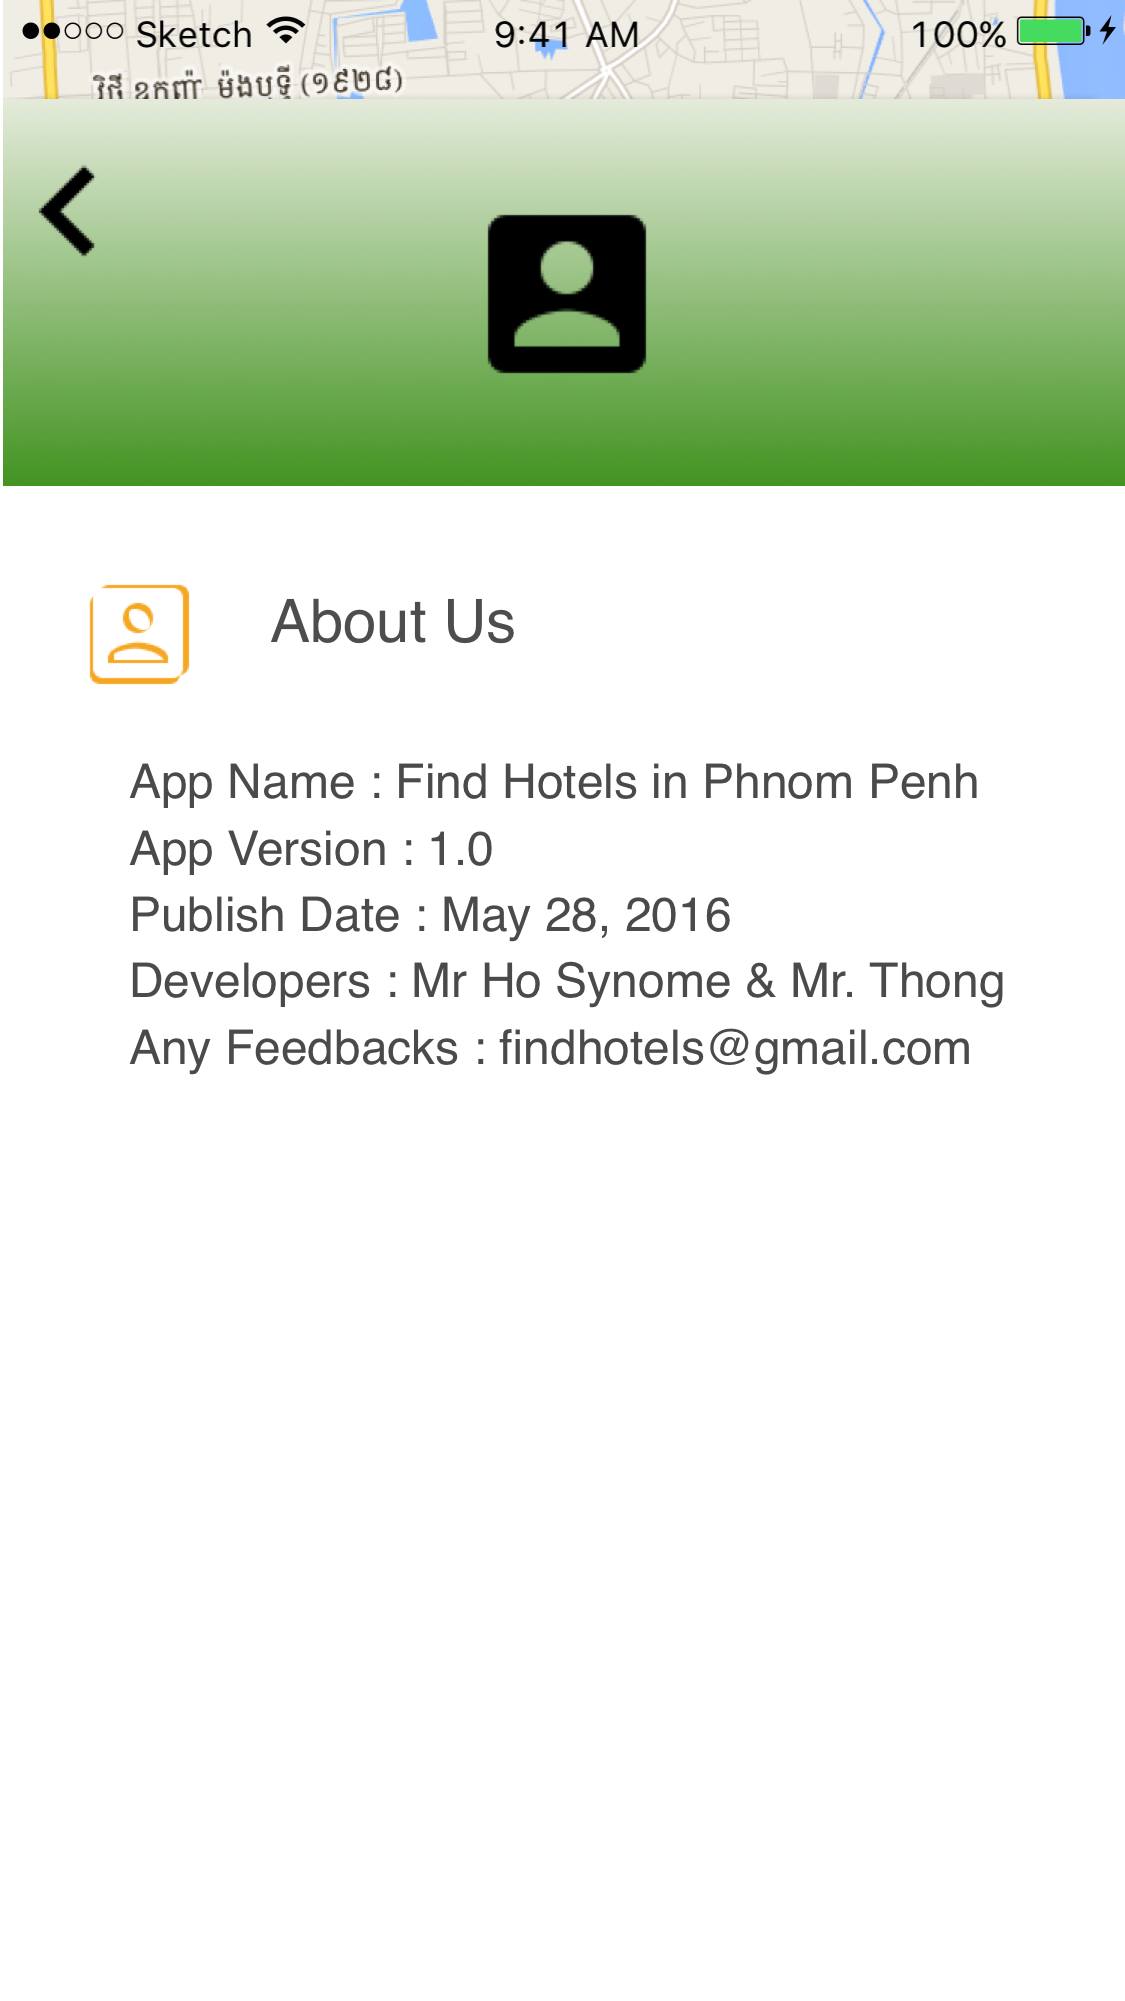 Sketch 9:41 AM 100%
វិថី ឧកញ៉ា ម៉ុងឫទ្ធី (១៩២៨)
About Us
App Name : Find Hotels in Phnom Penh
App Version : 1.0
Publish Date : May 28, 2016
Developers : Mr Ho Synome & Mr. Thong
Any Feedbacks : findhotels@gmail.com